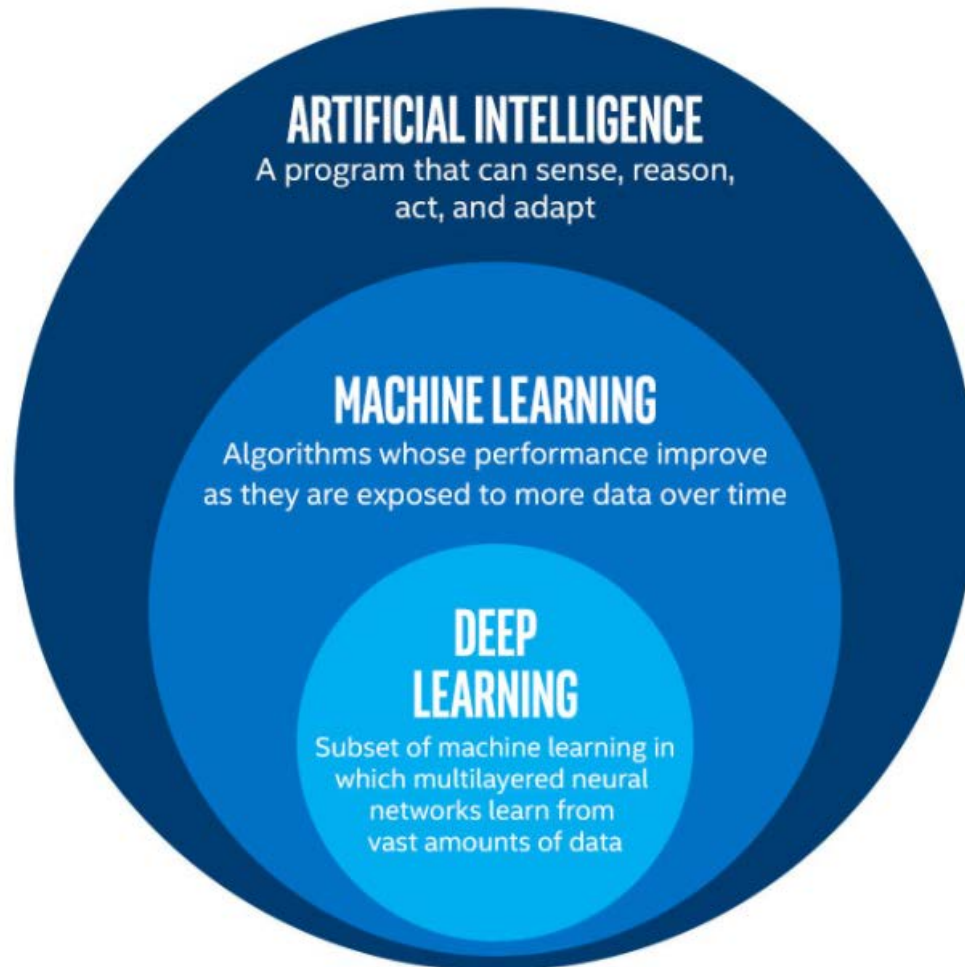 ARTIFICIAL INTELLIGENCE
A program that can sense, reason,
act, and adapt
MACHINE LEARNING
Algorithms whose performance improve
as they are exposed to more data over time
DEEP
LEARNING
Subset of machine learning in
which multilayered neural
networks learn from
vast amounts of data